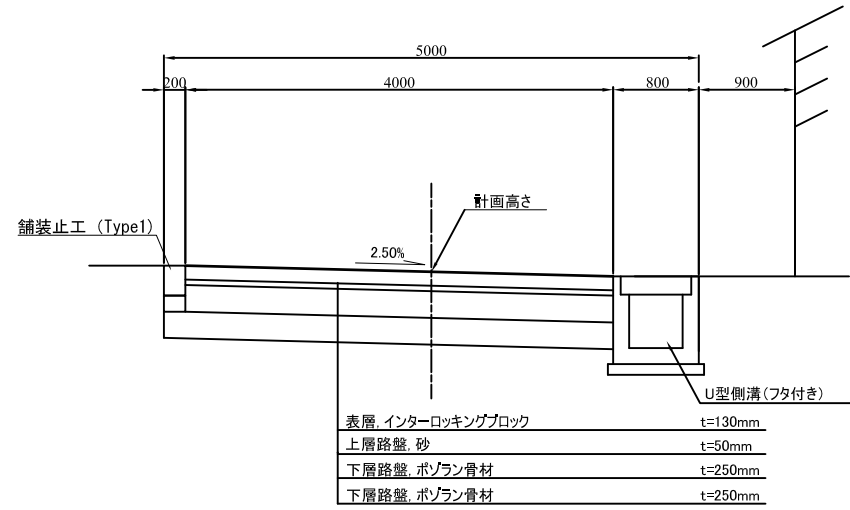 5000
200
4000
800
900
計画高さ
舗装止工 (Type1)
2.50%
U型側溝(フタ付き)
表層, インターロッキングブロック t=130mm
上層路盤, 砂 t=50mm
下層路盤, ポゾラン骨材 t=250mm
下層路盤, ポゾラン骨材 t=250mm